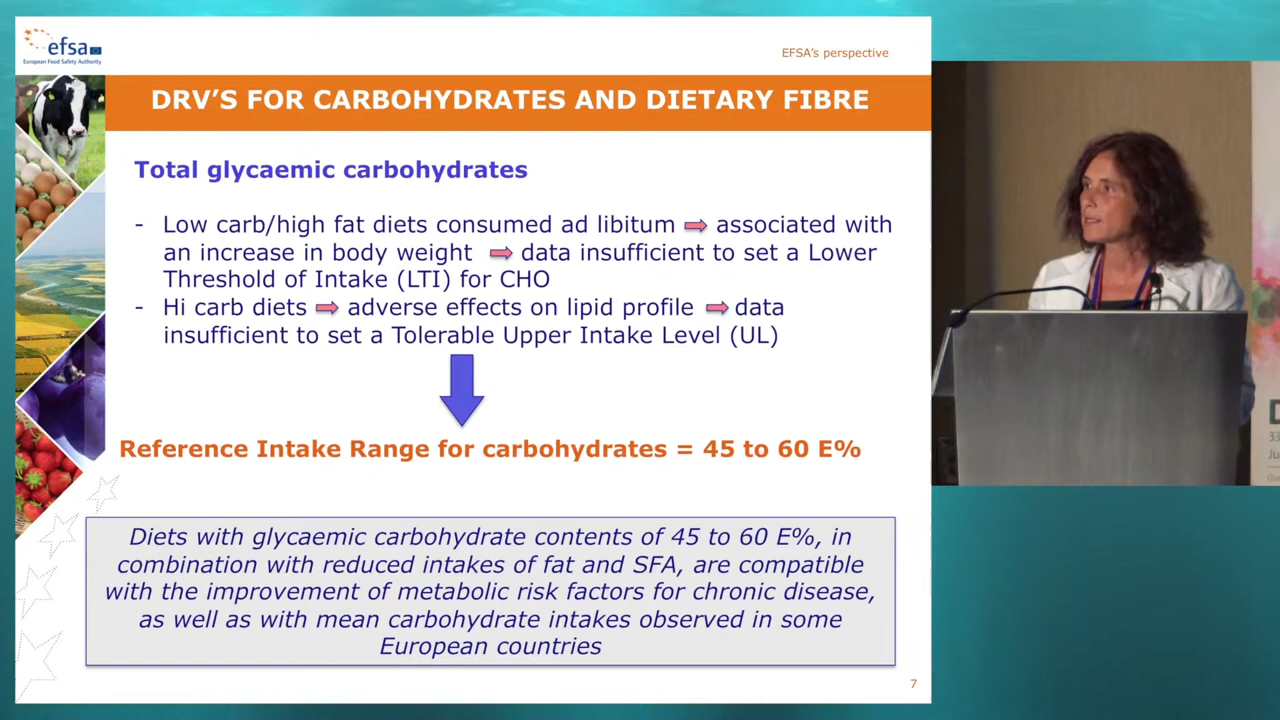 efsa
European Food Safety Authority
EFSA's perspective
DRV'S FOR CARBOHYDRATES AND DIETARY FIBRE
Total glycaemic carbohydrates
- Low carb/high fat diets consumed ad libitum ➡ associated with
an increase in body weight ➡ data insufficient to set a Lower
Threshold of Intake (LTI) for CHO
- Hi carb diets ➡ adverse effects on lipid profile ➡ data
insufficient to set a Tolerable Upper Intake Level (UL)
Reference Intake Range for carbohydrates = 45 to 60 E%
Diets with glycaemic carbohydrate contents of 45 to 60 E%, in
combination with reduced intakes of fat and SFA, are compatible
with the improvement of metabolic risk factors for chronic disease,
as well as with mean carbohydrate intakes observed in some
European countries
7
D
33
Ju